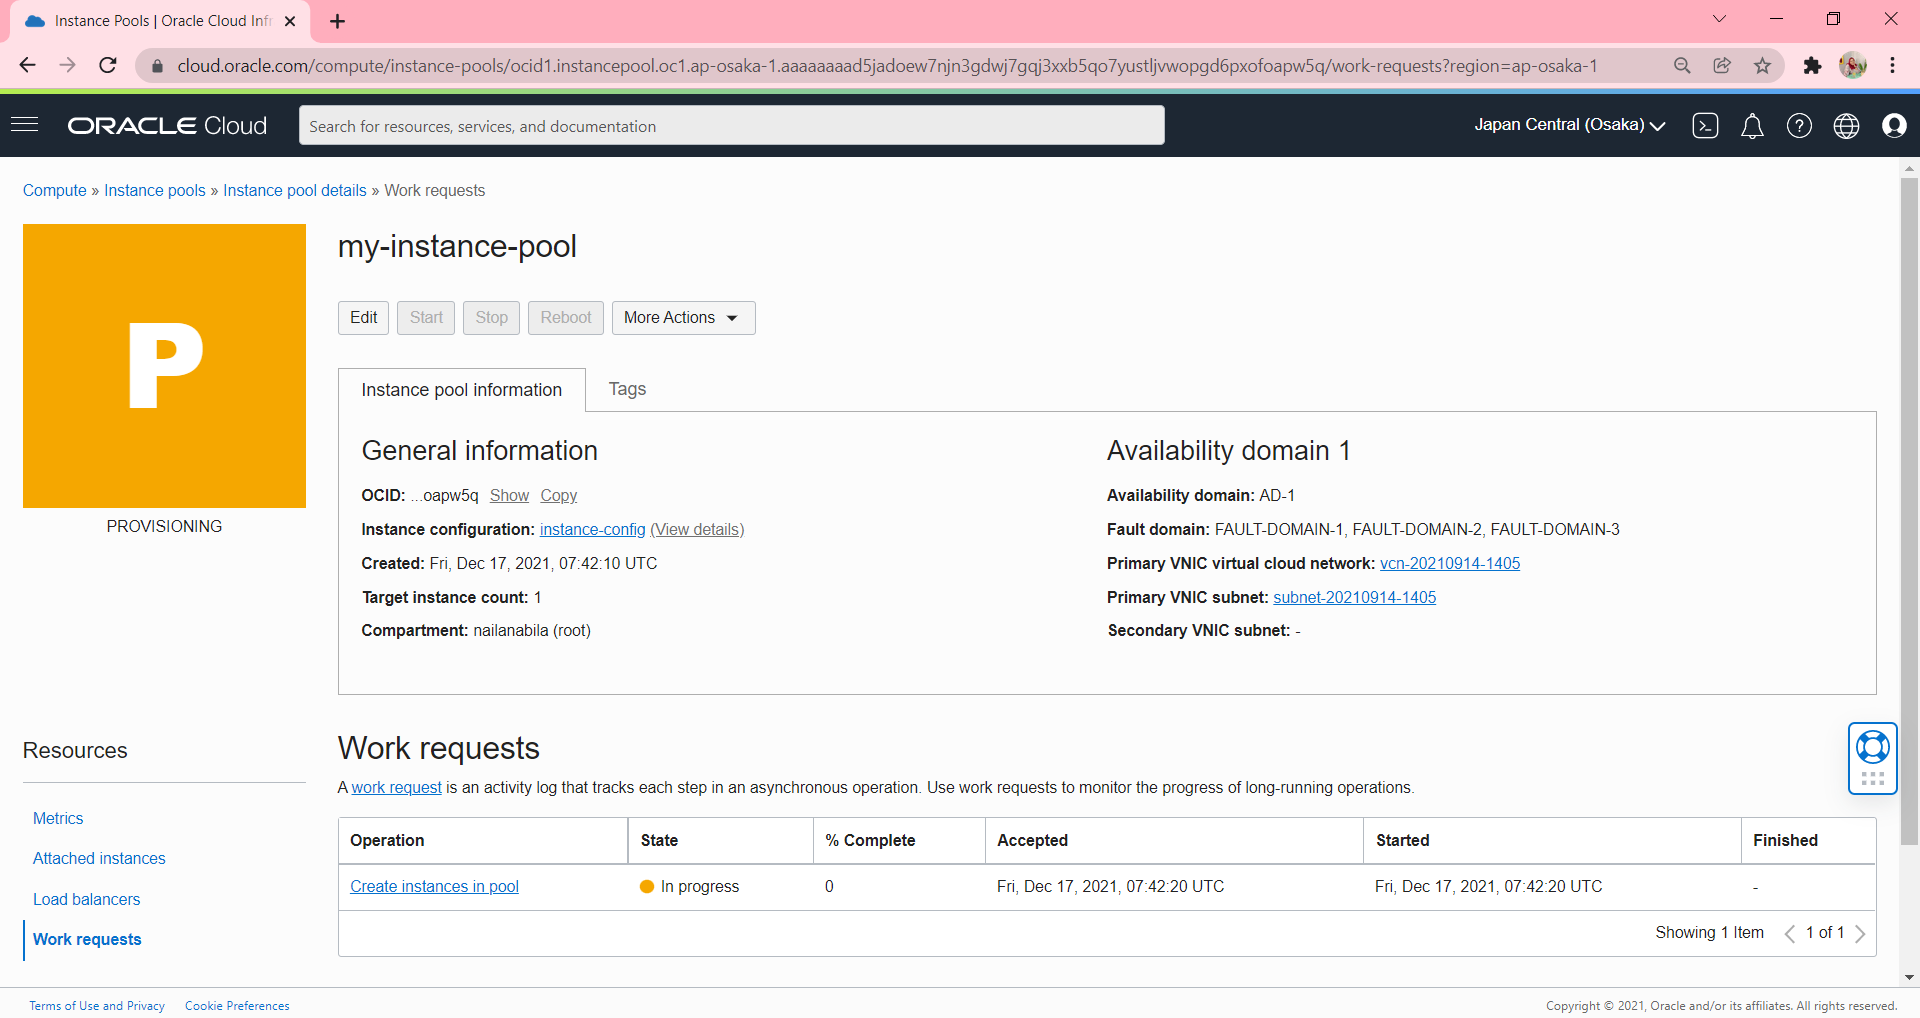 Instance Pools | Oracle Cloud Infr
cloud.oracle.com/compute/instance-pools/ocid1.instancepool.oc1.ap-osaka-1.aaaaaaaad5jadoew7njn3gdwj7gqj3xxb5qo7yustljvwopgd6pxofoapw5q/work-requests?region=ap-osaka-1
ORACLE Cloud
Search for resources, services, and documentation
Japan Central (Osaka)
Compute » Instance pools » Instance pool details » Work requests
P
PROVISIONING
my-instance-pool
Edit Start Stop Reboot More Actions
Instance pool information Tags
General information
OCID: ...oapw5q Show Copy
Instance configuration: instance-config (View details)
Created: Fri, Dec 17, 2021, 07:42:10 UTC
Target instance count: 1
Compartment: nailanabila (root)
Availability domain 1
Availability domain: AD-1
Fault domain: FAULT-DOMAIN-1, FAULT-DOMAIN-2, FAULT-DOMAIN-3
Primary VNIC virtual cloud network: vcn-20210914-1405
Primary VNIC subnet: subnet-20210914-1405
Secondary VNIC subnet: -
Resources
Metrics
Attached instances
Load balancers
Work requests
Work requests
A work request is an activity log that tracks each step in an asynchronous operation. Use work requests to monitor the progress of long-running operations.
Operation State % Complete Accepted Started Finished
Create instances in pool In progress 0 Fri, Dec 17, 2021, 07:42:20 UTC Fri, Dec 17, 2021, 07:42:20 UTC -
Showing 1 Item 1 of 1
Terms of Use and Privacy Cookie Preferences
Copyright © 2021, Oracle and/or its affiliates. All rights reserved.